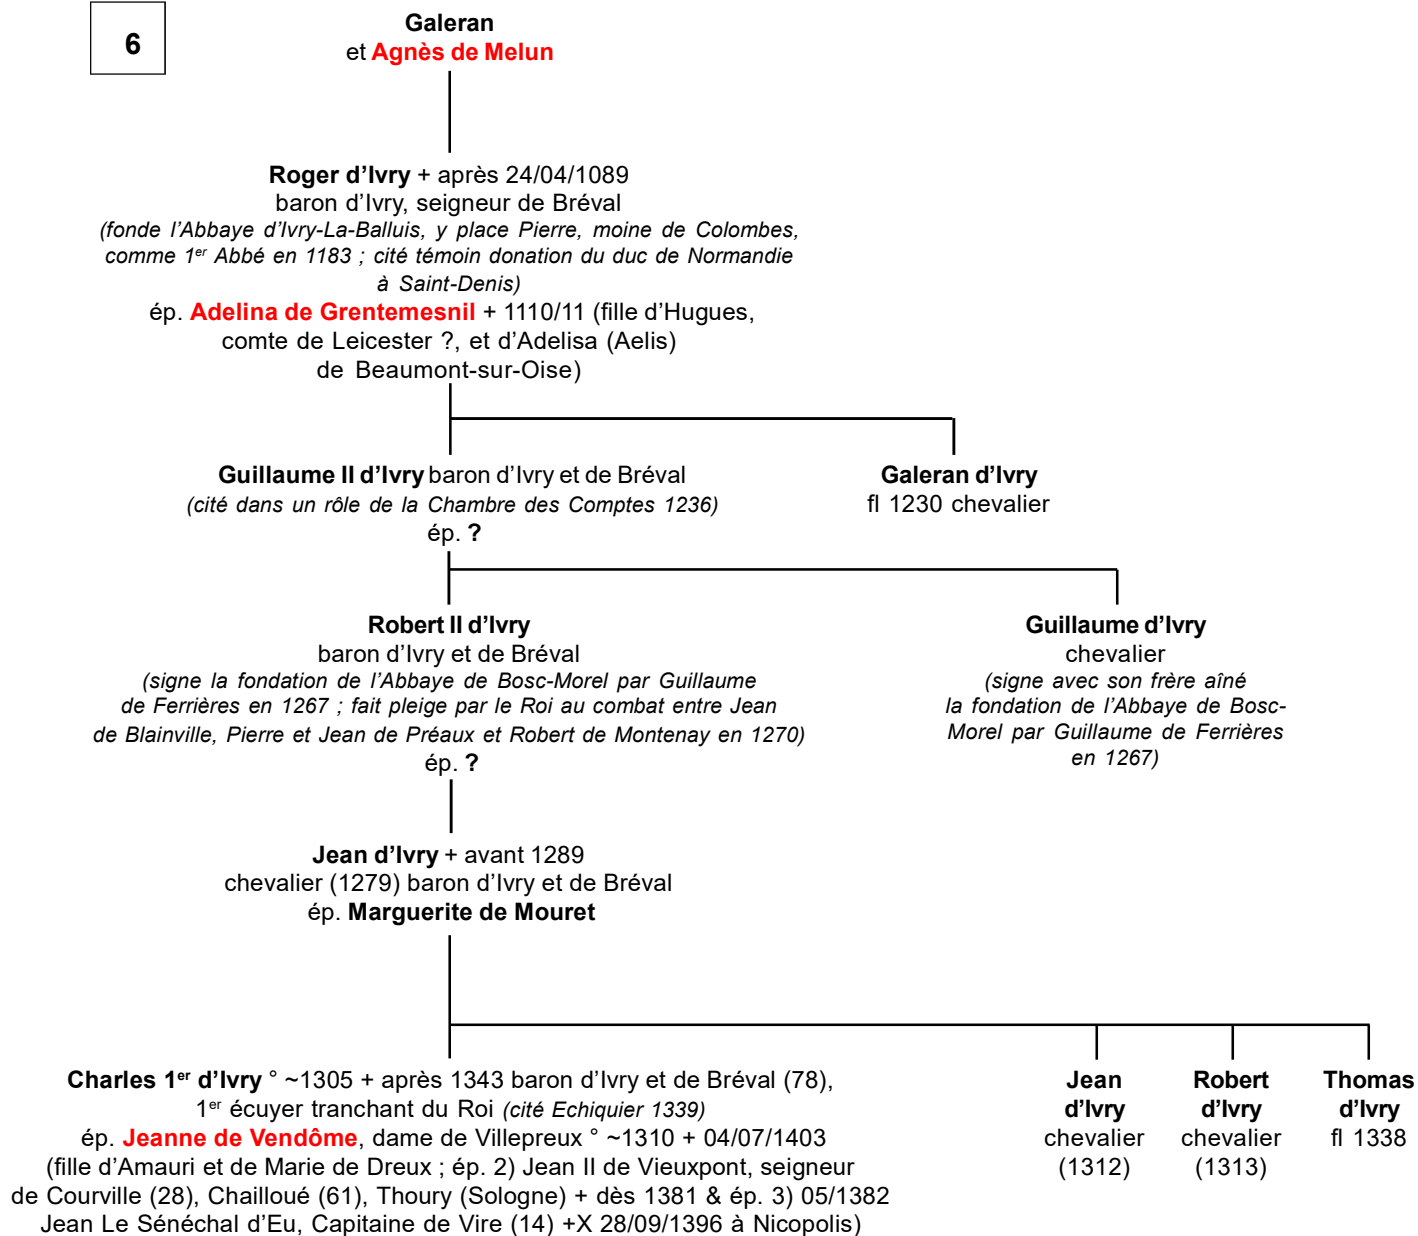 6
Galeran
et Agnès de Melun
Roger d’Ivry + après 24/04/1089
baron d’Ivry, seigneur de Bréval
(fonde l’Abbaye d’Ivry-La-Balluis, y place Pierre, moine de Colombes,
comme 1er Abbé en 1183 ; cité témoin donation du duc de Normandie
à Saint-Denis)
ép. Adelina de Grentemesnil + 1110/11 (fille d’Hugues,
comte de Leicester ?, et d’Adelisa (Aelis)
de Beaumont-sur-Oise)
Guillaume II d’Ivry baron d’Ivry et de Bréval
(cité dans un rôle de la Chambre des Comptes 1236)
ép. ?
Galeran d’Ivry
fl 1230 chevalier
Robert II d’Ivry
baron d’Ivry et de Bréval
(signe la fondation de l’Abbaye de Bosc-Morel par Guillaume
de Ferrières en 1267 ; fait pleige par le Roi au combat entre Jean
de Blainville, Pierre et Jean de Préaux et Robert de Montenay en 1270)
ép. ?
Guillaume d’Ivry
chevalier
(signe avec son frère aîné
la fondation de l’Abbaye de Bosc-
Morel par Guillaume de Ferrières
en 1267)
Jean d’Ivry + avant 1289
chevalier (1279) baron d’Ivry et de Bréval
ép. Marguerite de Mouret
Charles 1er d’Ivry ° ~1305 + après 1343 baron d’Ivry et de Bréval (78),
1er écuyer tranchant du Roi (cité Echiquier 1339)
ép. Jeanne de Vendôme, dame de Villepreux ° ~1310 + 04/07/1403
(fille d’Amauri et de Marie de Dreux ; ép. 2) Jean II de Vieuxpont, seigneur
de Courville (28), Chailloué (61), Thoury (Sologne) + dès 1381 & ép. 3) 05/1382
Jean Le Sénéchal d’Eu, Capitaine de Vire (14) +X 28/09/1396 à Nicopolis)
Jean
d’Ivry
chevalier
(1312)
Robert
d’Ivry
chevalier
(1313)
Thomas
d’Ivry
fl 1338